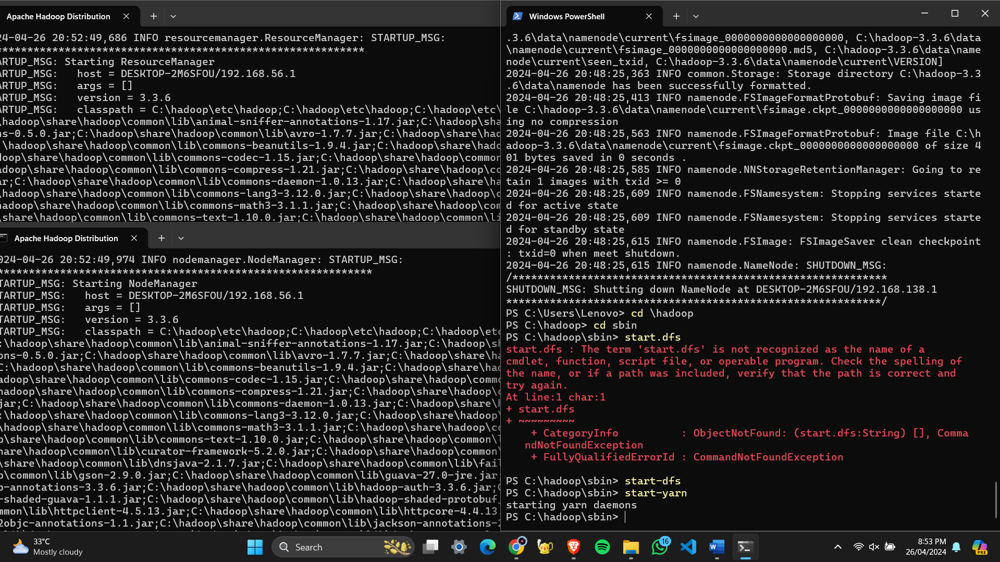 Apache Hadoop Distribution
24-04-26 20:52:49,686 INFO resourcemanager.ResourceManager: STARTUP_MSG:
************************************************************
ARTUP_MSG: Starting ResourceManager
ARTUP_MSG:   host = DESKTOP-2M6SFOU/192.168.56.1
ARTUP_MSG:   args = []
ARTUP_MSG:   version = 3.3.6
ARTUP_MSG:   classpath = C:\hadoop\etc\hadoop;C:\hadoop\etc\hadoop;C:\hadoop\etc\
\hadoop\share\hadoop\common\lib\animal-sniffer-annotations-1.17.jar;C:\hadoop\sha
ns-0.5.0.jar;C:\hadoop\share\hadoop\common\lib\avro-1.7.7.jar;C:\hadoop\share\had
:\hadoop\share\hadoop\common\lib\commons-beanutils-1.9.4.jar;C:\hadoop\share\hado
doop\share\hadoop\common\lib\commons-codec-1.15.jar;C:\hadoop\share\hadoop\common
adoop\share\hadoop\common\lib\commons-compress-1.21.jar;C:\hadoop\share\hadoop\co
ar;C:\hadoop\share\hadoop\common\lib\commons-daemon-1.0.13.jar;C:\hadoop\share\ha
\hadoop\share\hadoop\common\lib\commons-lang3-3.12.0.jar;C:\hadoop\share\hadoop\c
hadoop\share\hadoop\common\lib\commons-math3-3.1.1.jar;C:\hadoop\share\hadoop\com
\share\hadoop\common\lib\commons-text-1.10.0.jar;C:\hadoop\share\hadoop\common\li
Apache Hadoop Distribution
024-04-26 20:52:49,974 INFO nodemanager.NodeManager: STARTUP_MSG:
************************************************************
TARTUP_MSG: Starting NodeManager
TARTUP_MSG:   host = DESKTOP-2M6SFOU/192.168.56.1
TARTUP_MSG:   args = []
TARTUP_MSG:   version = 3.3.6
TARTUP_MSG:   classpath = C:\hadoop\etc\hadoop;C:\hadoop\etc\hadoop;C:\hadoop\etc
:\hadoop\share\hadoop\common\lib\animal-sniffer-annotations-1.17.jar;C:\hadoop\sh
ons-0.5.0.jar;C:\hadoop\share\hadoop\common\lib\avro-1.7.7.jar;C:\hadoop\share\ha
C:\hadoop\share\hadoop\common\lib\commons-beanutils-1.9.4.jar;C:\hadoop\share\had
adoop\share\hadoop\common\lib\commons-codec-1.15.jar;C:\hadoop\share\hadoop\commo
hadoop\share\hadoop\common\lib\commons-compress-1.21.jar;C:\hadoop\share\hadoop\c
jar;C:\hadoop\share\hadoop\common\lib\commons-daemon-1.0.13.jar;C:\hadoop\share\h
:\hadoop\share\hadoop\common\lib\commons-lang3-3.12.0.jar;C:\hadoop\share\hadoop\
\hadoop\share\hadoop\common\lib\commons-math3-3.1.1.jar;C:\hadoop\share\hadoop\co
p\share\hadoop\common\lib\commons-text-1.10.0.jar;C:\hadoop\share\hadoop\common\l
hare\hadoop\common\lib\curator-framework-5.2.0.jar;C:\hadoop\share\hadoop\common\
\share\hadoop\common\lib\dnsjava-2.1.7.jar;C:\hadoop\share\hadoop\common\lib\fail
p\common\lib\gson-2.9.0.jar;C:\hadoop\share\hadoop\common\lib\guava-27.0-jre.jar;
p-annotations-3.3.6.jar;C:\hadoop\share\hadoop\common\lib\hadoop-auth-3.3.6.jar;C
-shaded-guava-1.1.1.jar;C:\hadoop\share\hadoop\common\lib\hadoop-shaded-protobuf_
mmon\lib\httpclient-4.5.13.jar;C:\hadoop\share\hadoop\common\lib\httpcore-4.4.13.
2objc-annotations-1.1.jar;C:\hadoop\share\hadoop\common\lib\jackson-annotations-2
Windows PowerShell
.3.6\data\namenode\current\fsimage_0000000000000000000, C:\hadoop-3.3.6\data
\namenode\current\fsimage_0000000000000000000.md5, C:\hadoop-3.3.6\data\name
node\current\seen_txid, C:\hadoop-3.3.6\data\namenode\current\VERSION]
2024-04-26 20:48:25,363 INFO common.Storage: Storage directory C:\hadoop-3.3
.6\data\namenode has been successfully formatted.
2024-04-26 20:48:25,413 INFO namenode.FSImageFormatProtobuf: Saving image fi
le C:\hadoop-3.3.6\data\namenode\current\fsimage.ckpt_0000000000000000000 us
ing no compression
2024-04-26 20:48:25,563 INFO namenode.FSImageFormatProtobuf: Image file C:\h
adoop-3.3.6\data\namenode\current\fsimage.ckpt_0000000000000000000 of size 4
01 bytes saved in 0 seconds .
2024-04-26 20:48:25,585 INFO namenode.NNStorageRetentionManager: Going to re
tain 1 images with txid >= 0
2024-04-26 20:48:25,609 INFO namenode.FSNamesystem: Stopping services starte
d for active state
2024-04-26 20:48:25,609 INFO namenode.FSNamesystem: Stopping services starte
d for standby state
2024-04-26 20:48:25,615 INFO namenode.FSImage: FSImageSaver clean checkpoint
: txid=0 when meet shutdown.
2024-04-26 20:48:25,615 INFO namenode.NameNode: SHUTDOWN_MSG:
/************************************************************
SHUTDOWN_MSG: Shutting down NameNode at DESKTOP-2M6SFOU/192.168.138.1
************************************************************/
PS C:\Users\Lenovo> cd \hadoop
PS C:\hadoop> cd sbin
PS C:\hadoop\sbin> start.dfs
start.dfs : The term 'start.dfs' is not recognized as the name of a
cmdlet, function, script file, or operable program. Check the spelling of
the name, or if a path was included, verify that the path is correct and
try again.
At line:1 char:1
+ start.dfs
+ ~~~~~~~~~
    + CategoryInfo          : ObjectNotFound: (start.dfs:String) [], Comma
   ndNotFoundException
    + FullyQualifiedErrorId : CommandNotFoundException
PS C:\hadoop\sbin> start-dfs
PS C:\hadoop\sbin> start-yarn
starting yarn daemons
PS C:\hadoop\sbin>
33°C
Mostly cloudy
Search
16
8:53 PM
26/04/2024
PRE